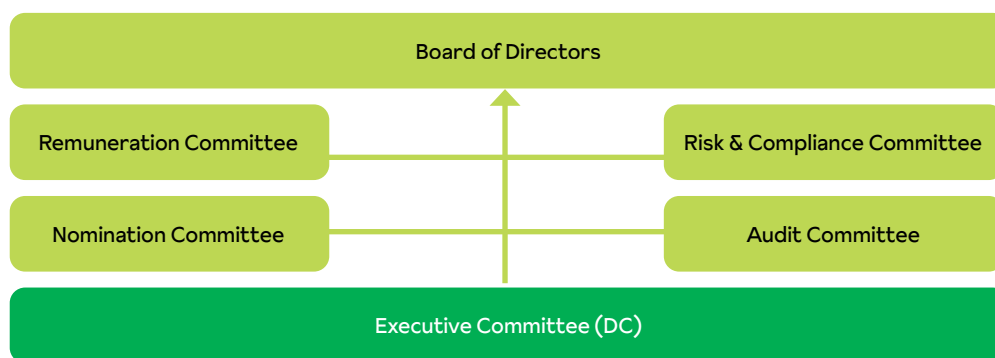 Board of Directors
Remuneration Committee
Risk & Compliance Committee
Nomination Committee
Audit Committee
Executive Committee (DC)